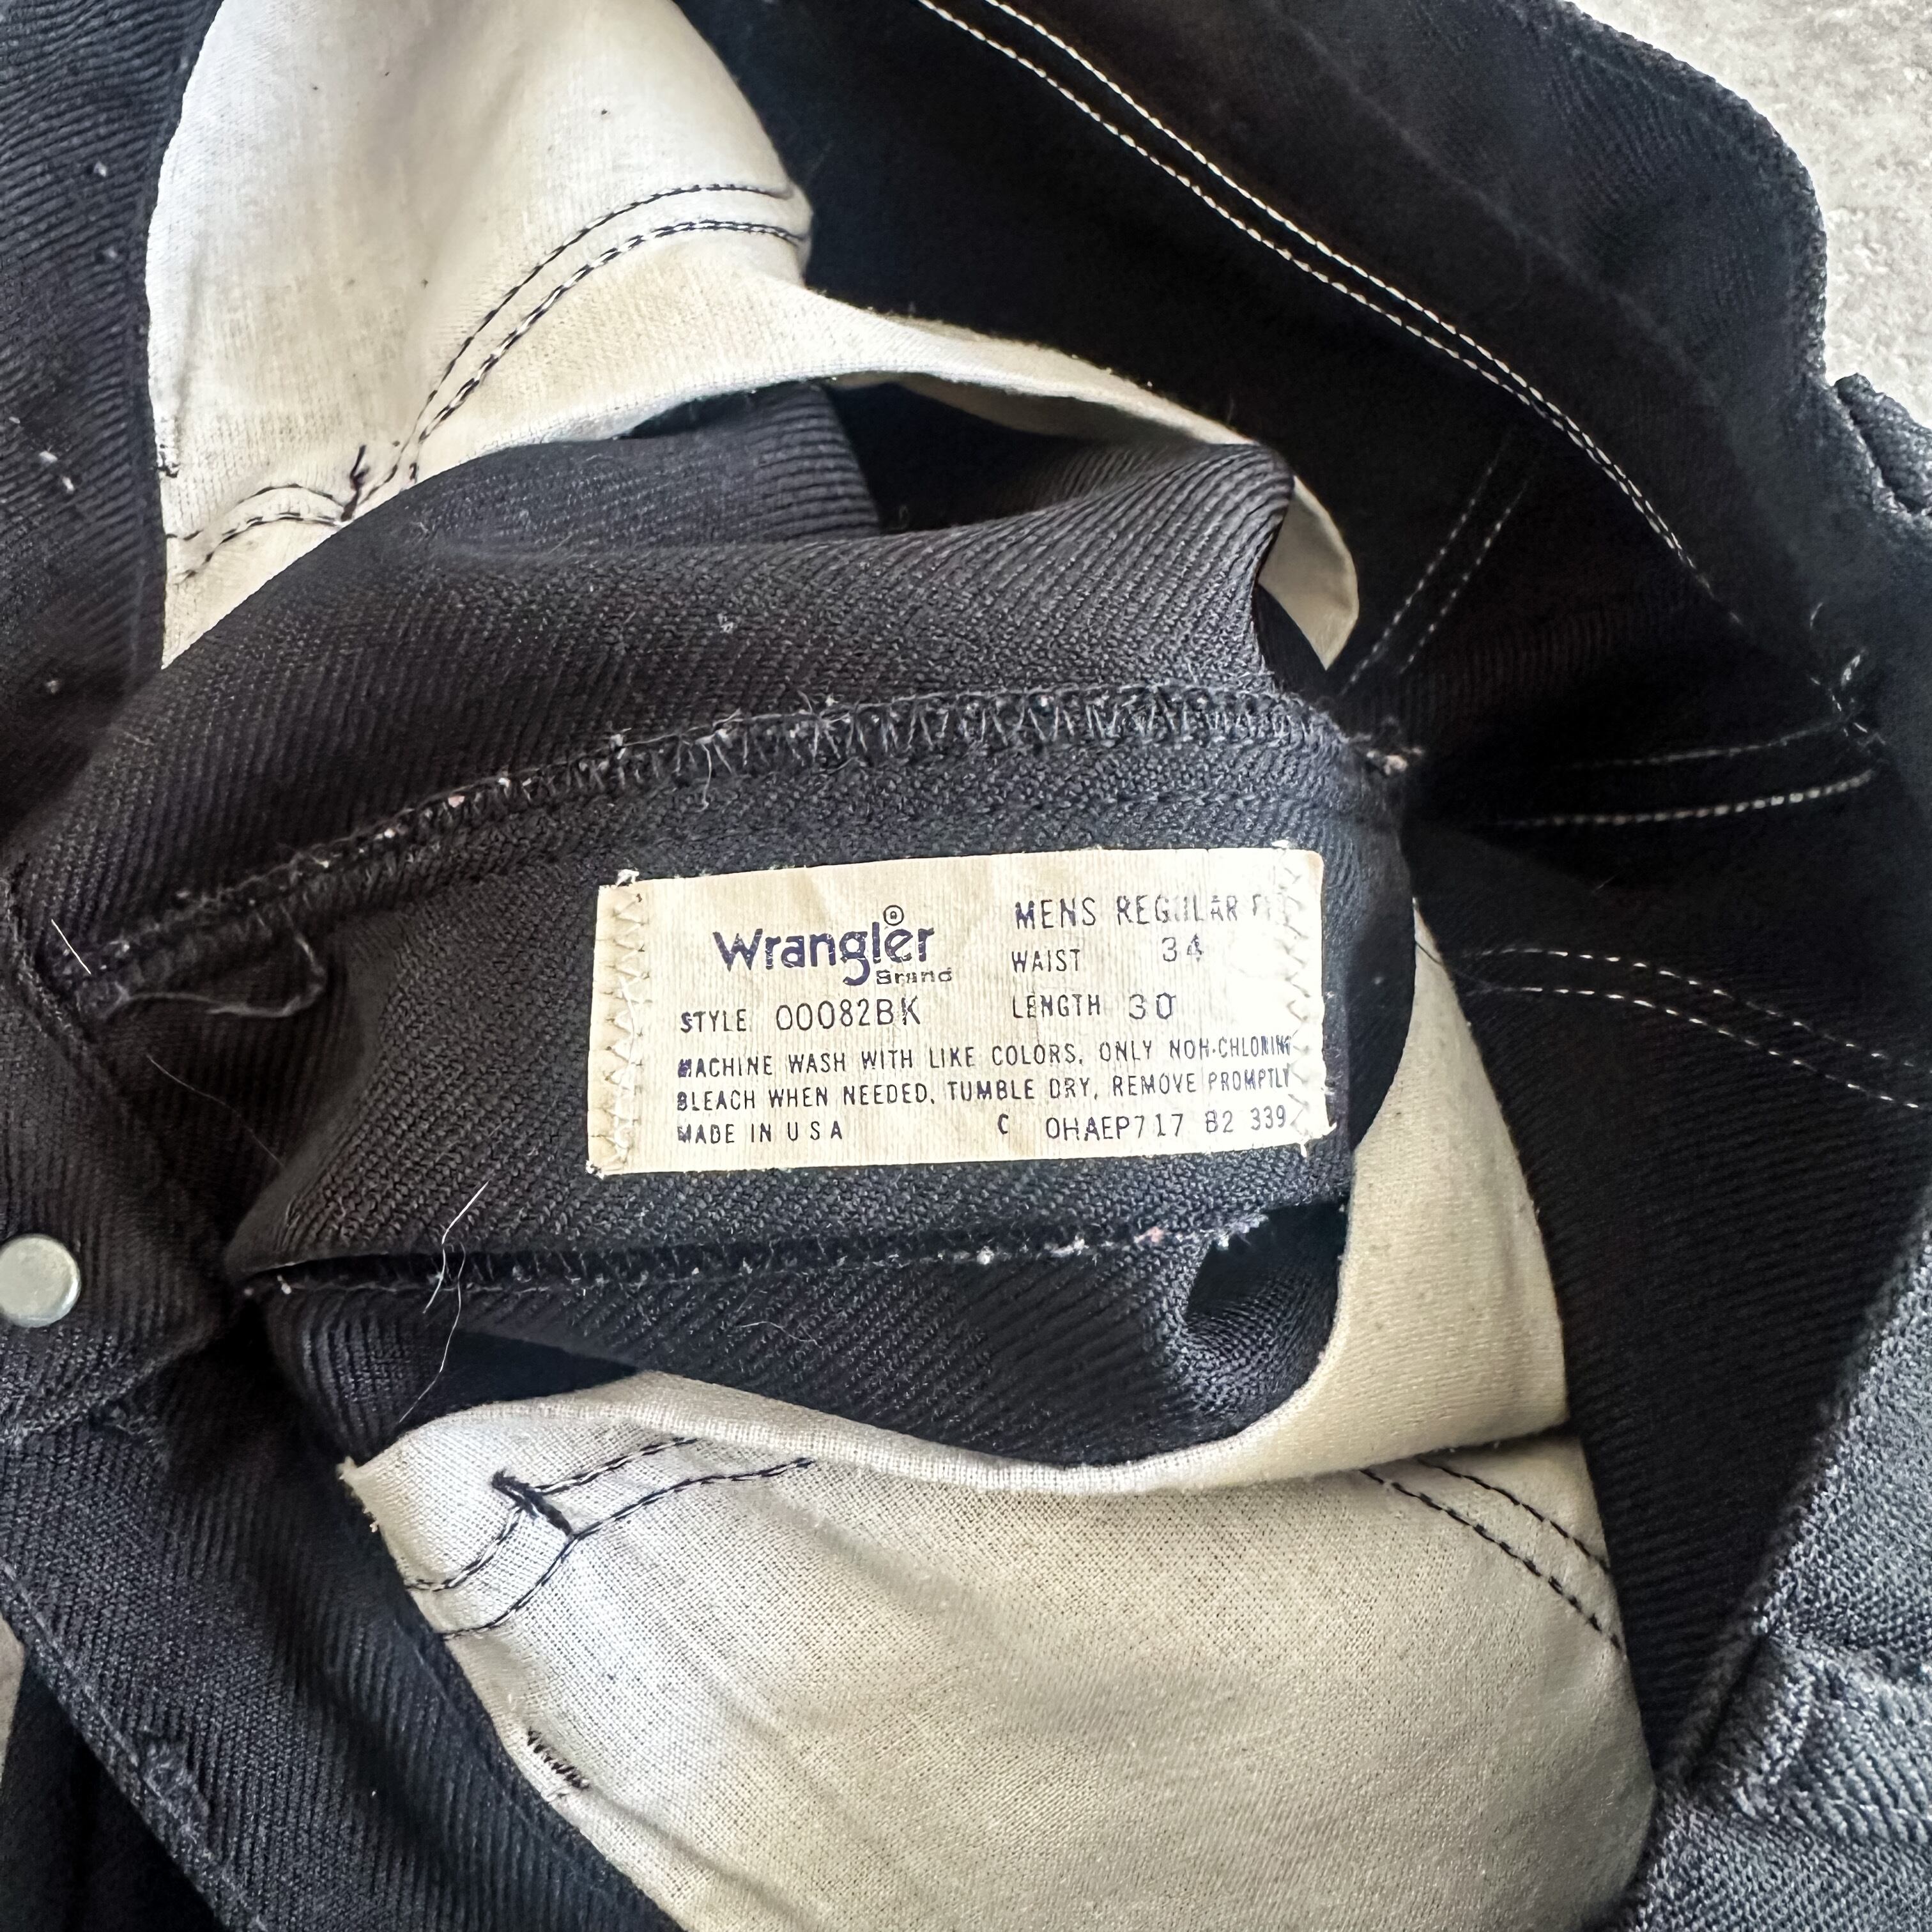 Wrangler
Brand
MENS REGULAR
WAIST 34
STYLE 00082BK
LENGTH 30
MACHINE WASH WITH LIKE COLORS, ONLY NON-CHLORINE
BLEACH WHEN NEEDED, TUMBLE DRY, REMOVE PROMPTLY
MADE IN U S A C OHAEP717 82 339